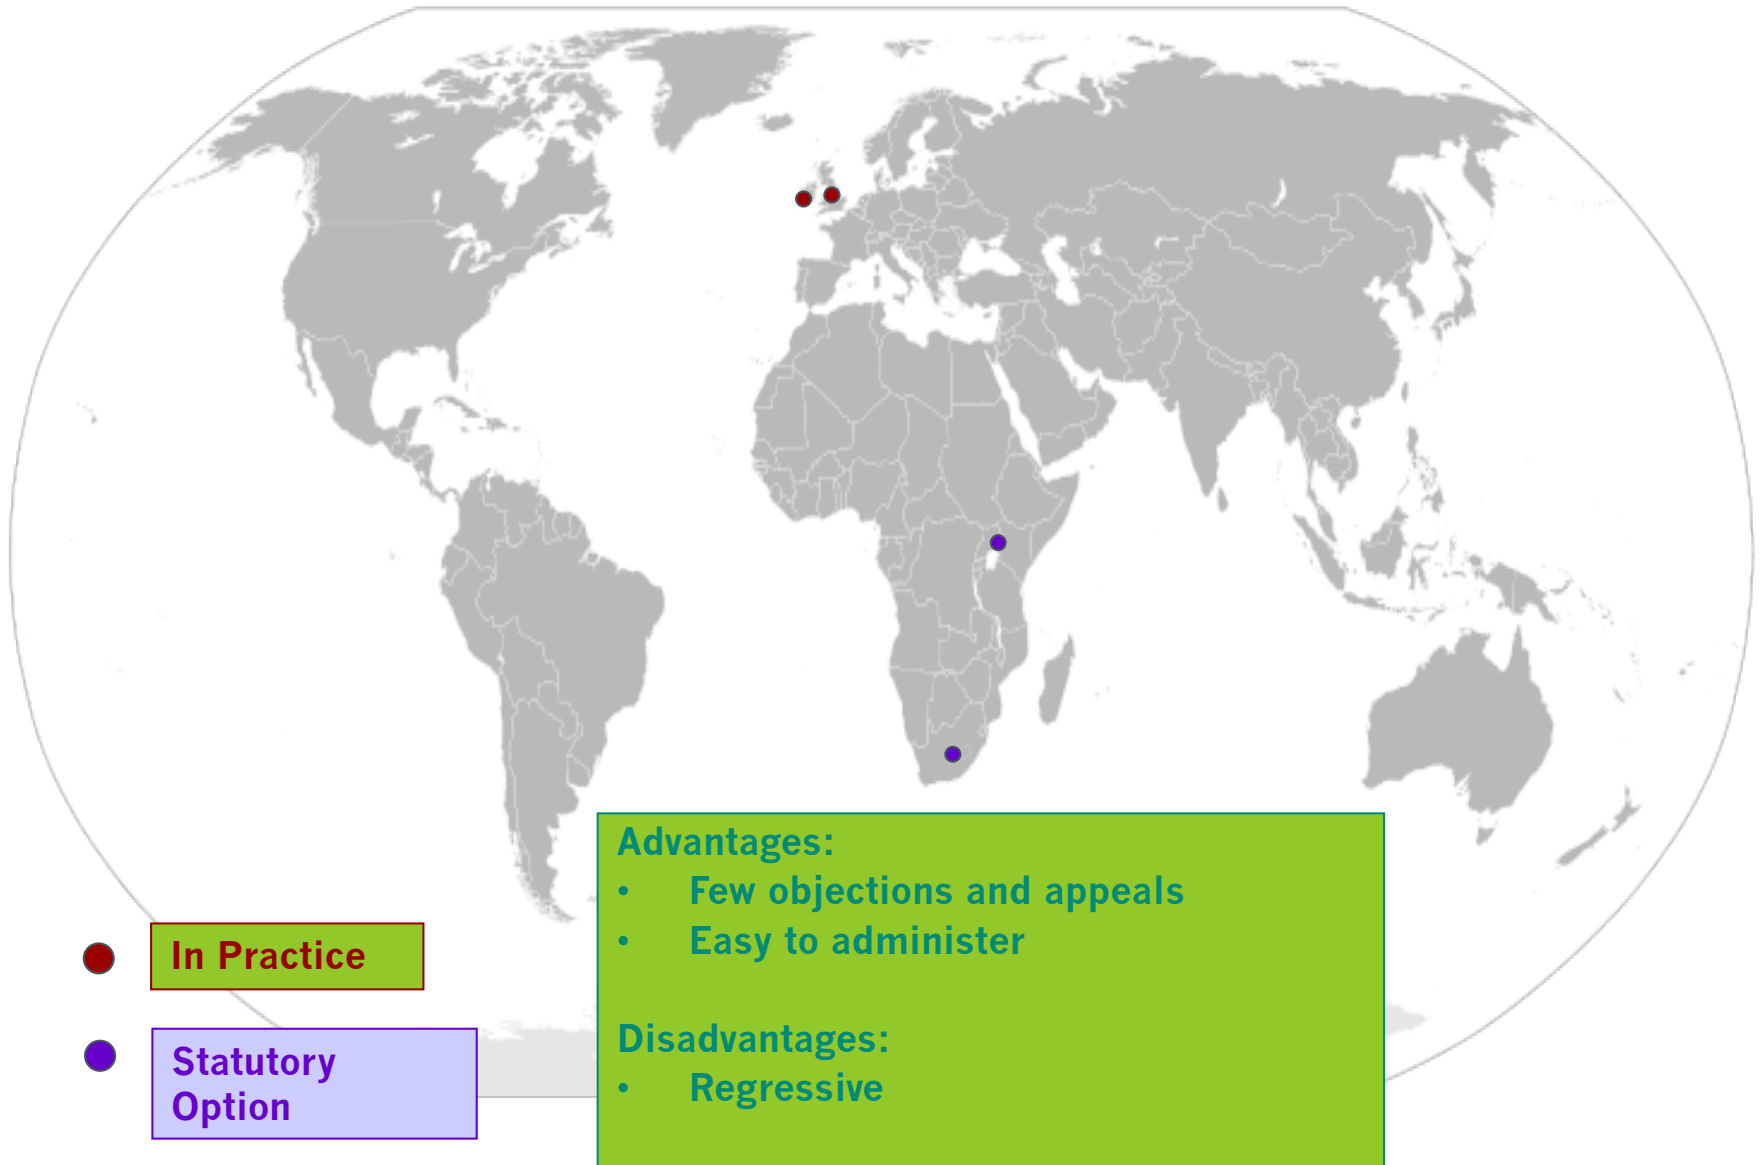 Advantages:
• Few objections and appeals
• Easy to administer
Disadvantages:
• Regressive
In Practice
Statutory
Option